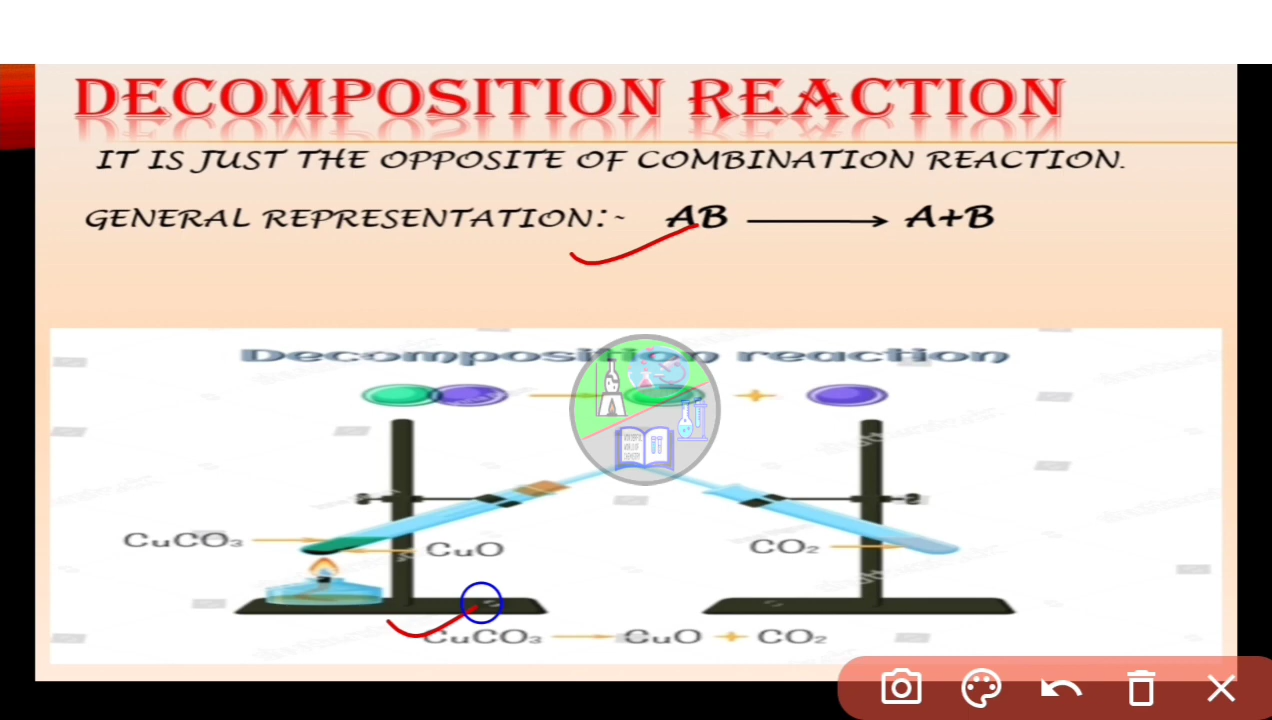 DECOMPOSITION REACTION
IT IS JUST THE OPPOSITE OF COMBINATION REACTION.
GENERAL REPRESENTATION:- AB → A+B
Decomposition reaction
CuCO₃
CuO
CO₂
CuCO₃ → CuO + CO₂